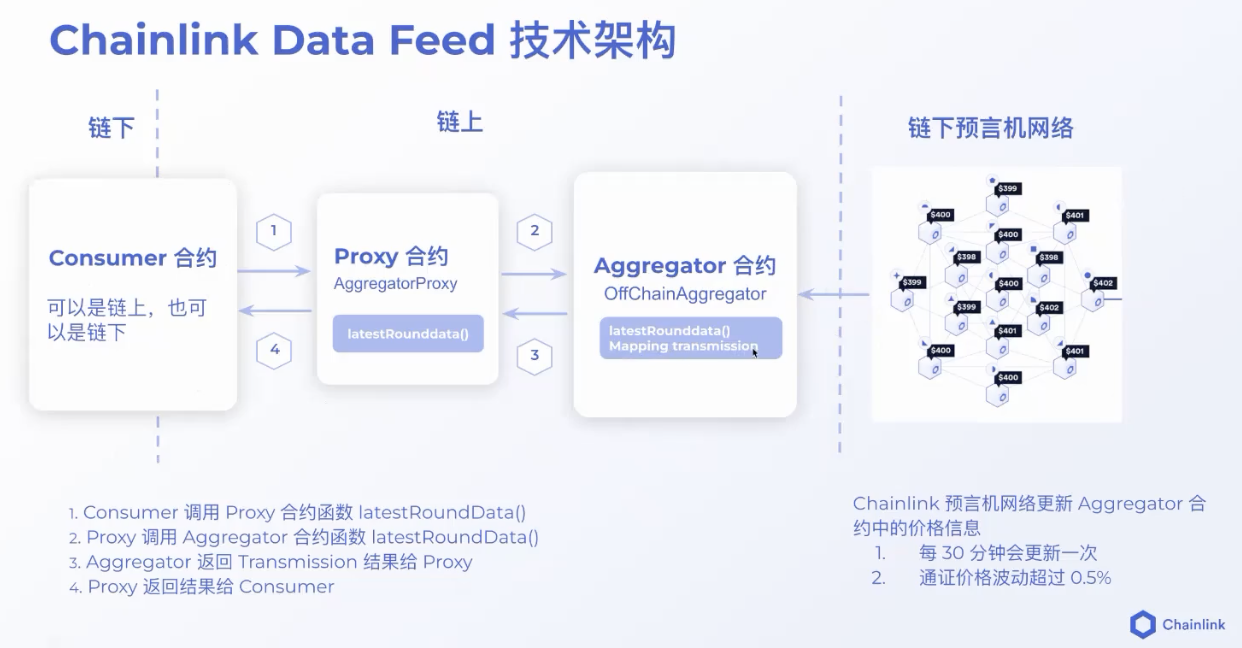 Chainlink Data Feed 技术架构
链下
链上
链下预言机网络
Consumer 合约
可以是链上，也可
以是链下
1
4
Proxy 合约
AggregatorProxy
latestRounddata()
2
3
Aggregator 合约
OffChainAggregator
latestRounddata()
Mapping transmission
$399
$400
$401
$400
$398
$398
$399
$400
$402
$399
$402
$401
$400
$401
$400
1. Consumer 调用 Proxy 合约函数 latestRoundData()
2. Proxy 调用 Aggregator 合约函数 latestRoundData()
3. Aggregator 返回 Transmission 结果给 Proxy
4. Proxy 返回结果给 Consumer
Chainlink 预言机网络更新 Aggregator 合
约中的价格信息
1. 每 30 分钟会更新一次
2. 通证价格波动超过 0.5%
Chainlink